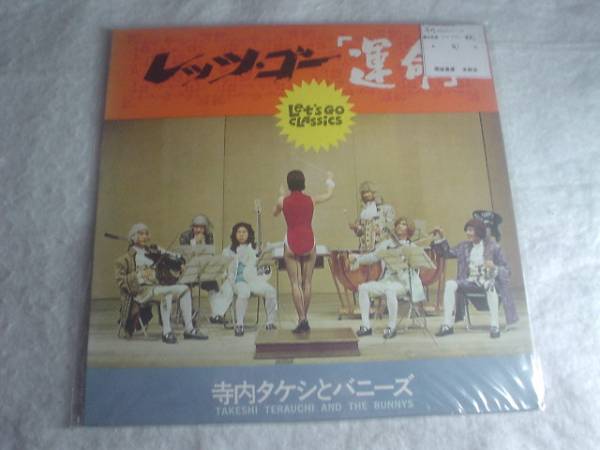 レッツ・ゴー「運命」
Let's GO
CLASSICS
寺内タケシとバニーズ
TAKESHI TERAUCHI AND THE BUNNYS